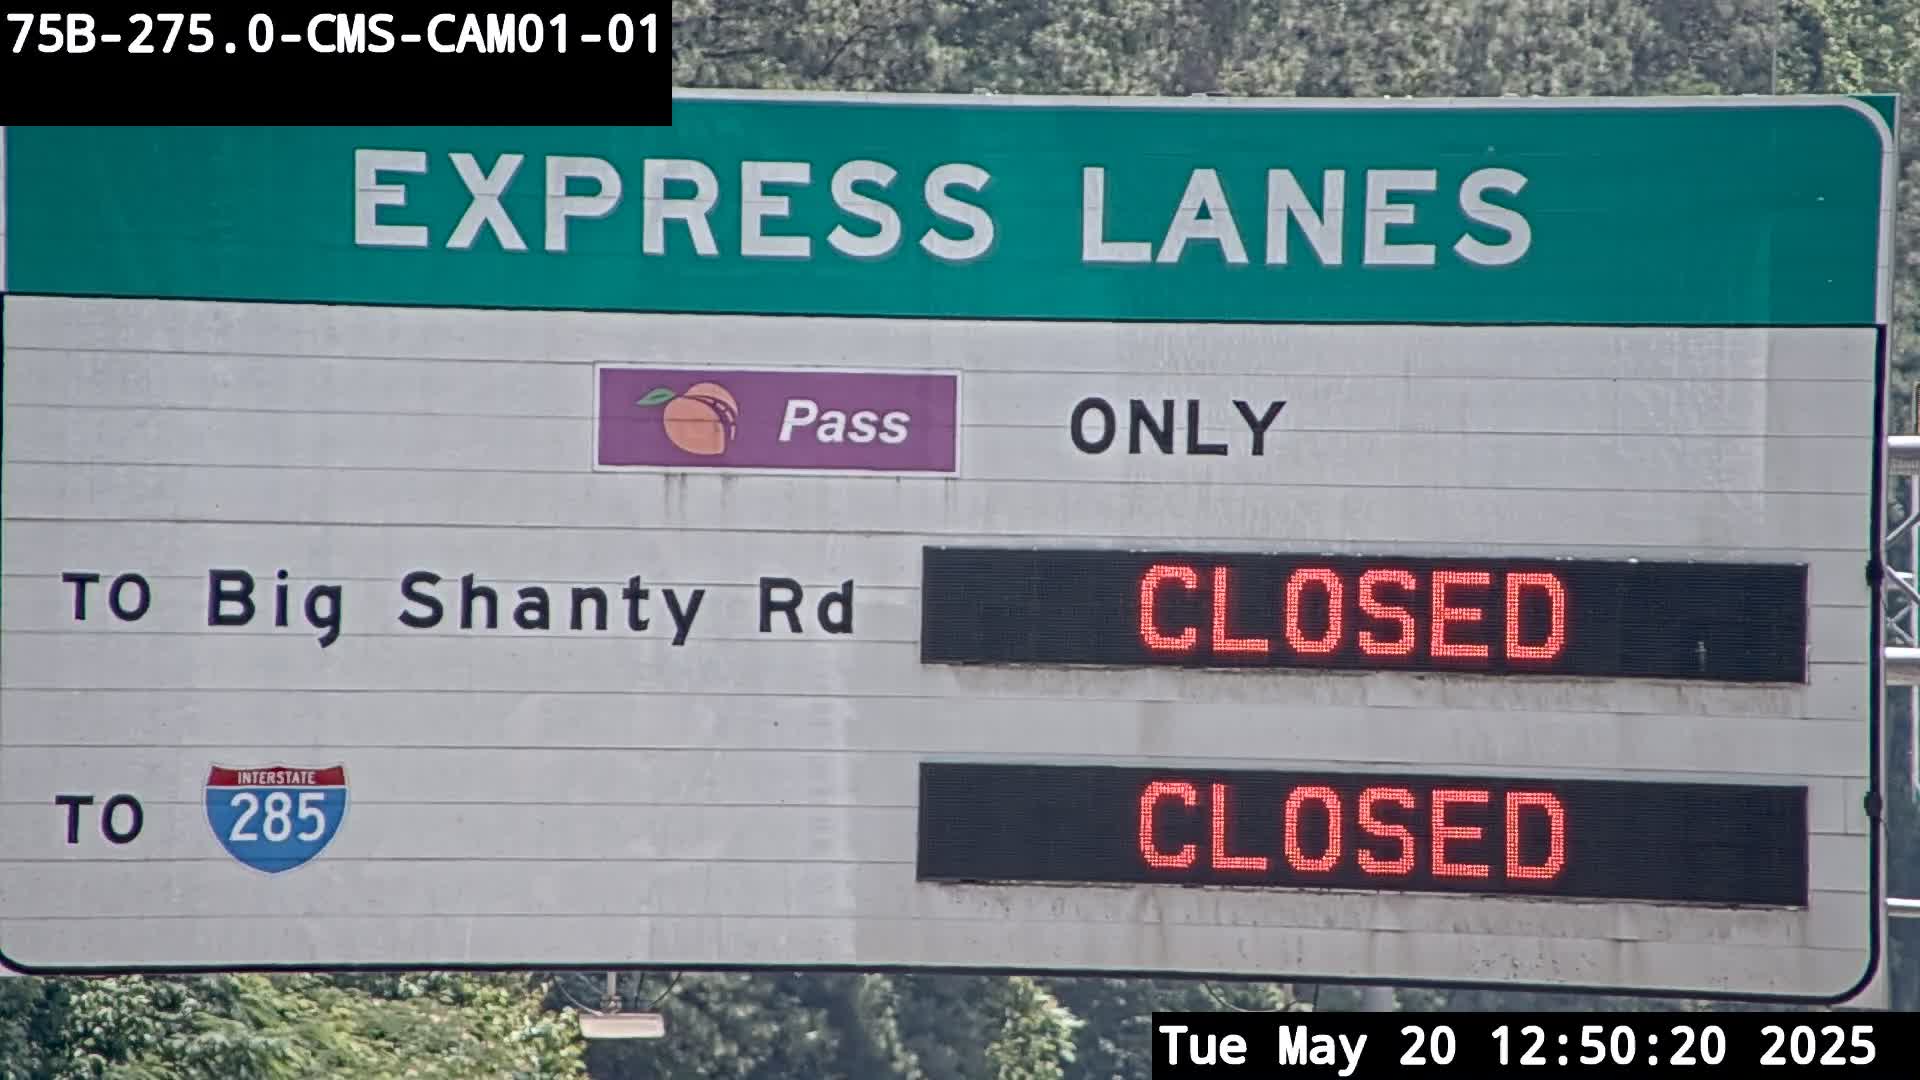 75B-275.0-CMS-CAM01-01
EXPRESS LANES
Pass ONLY
TO Big Shanty Rd CLOSED
TO INTERSTATE 285 CLOSED
Tue May 20 12:50:20 2025